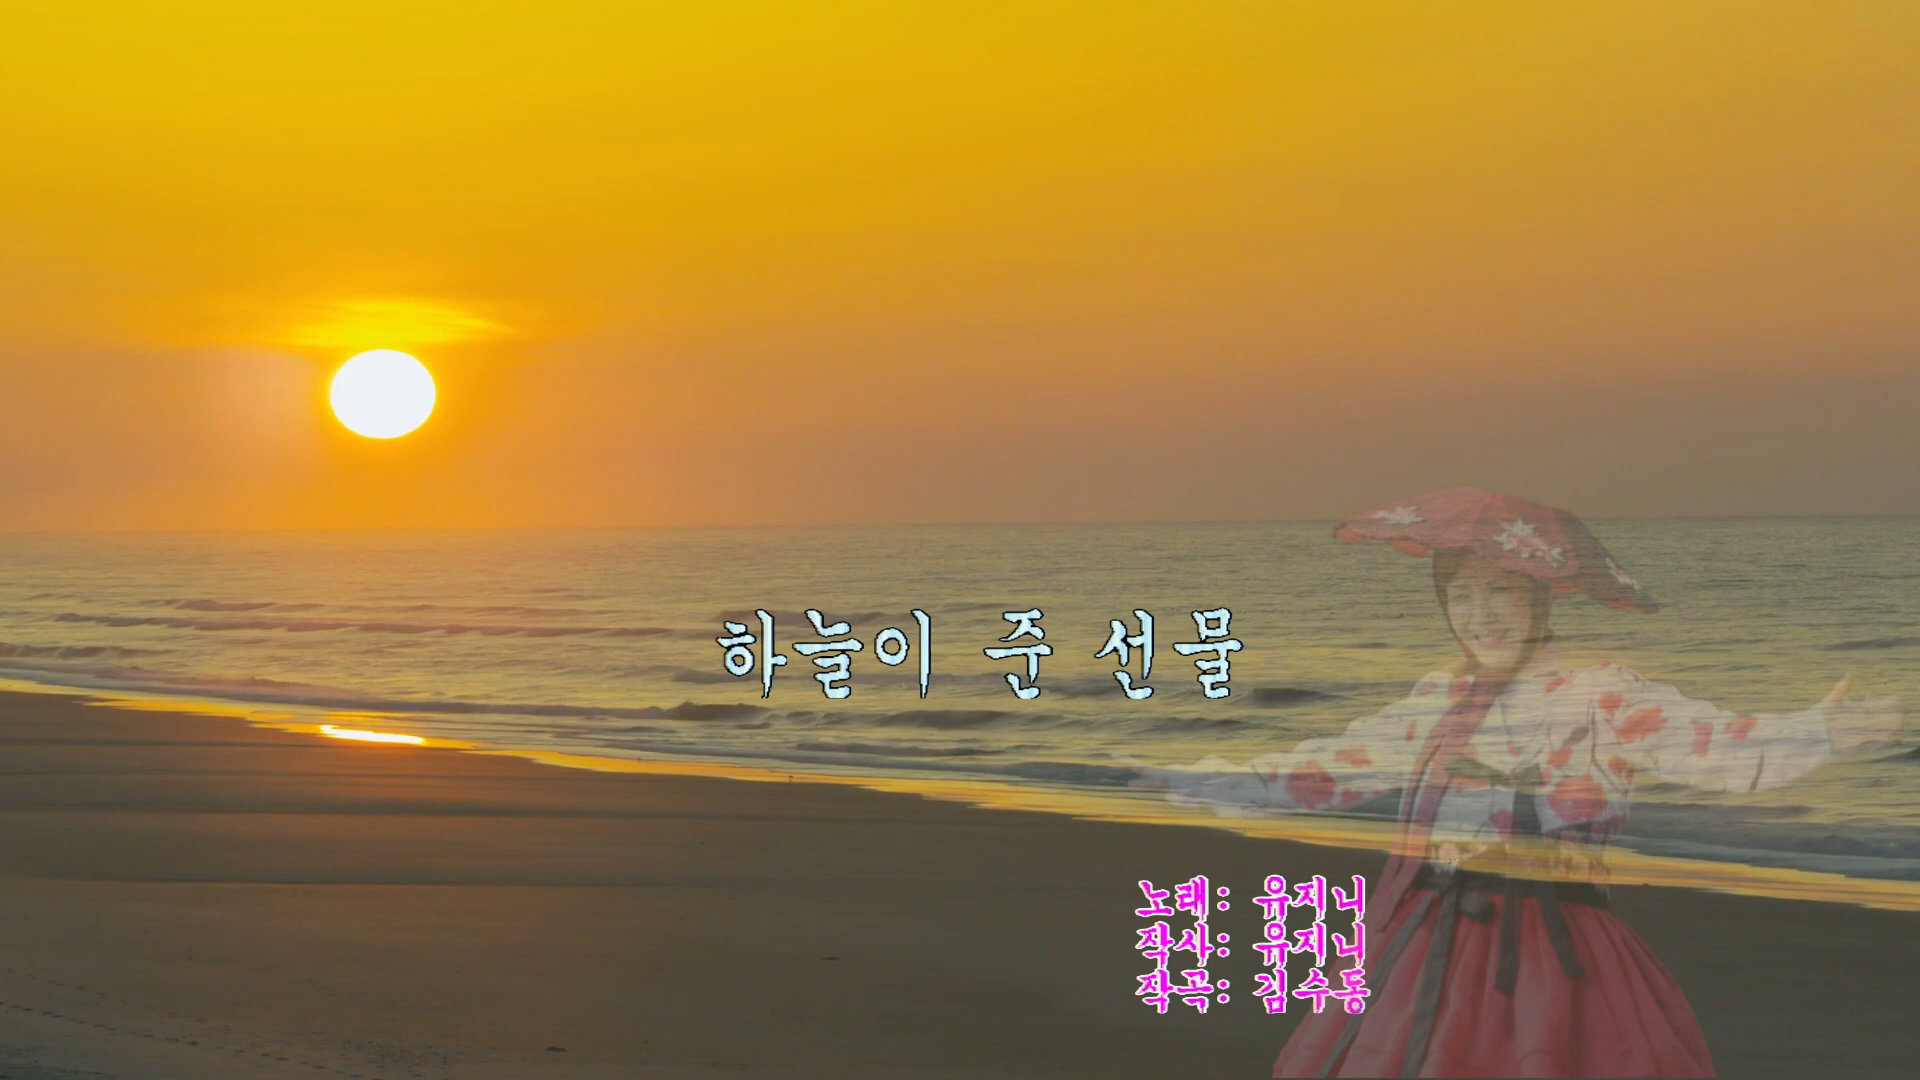 하늘이 준 선물
노래: 유지니
작사: 유지니
작곡: 김수동